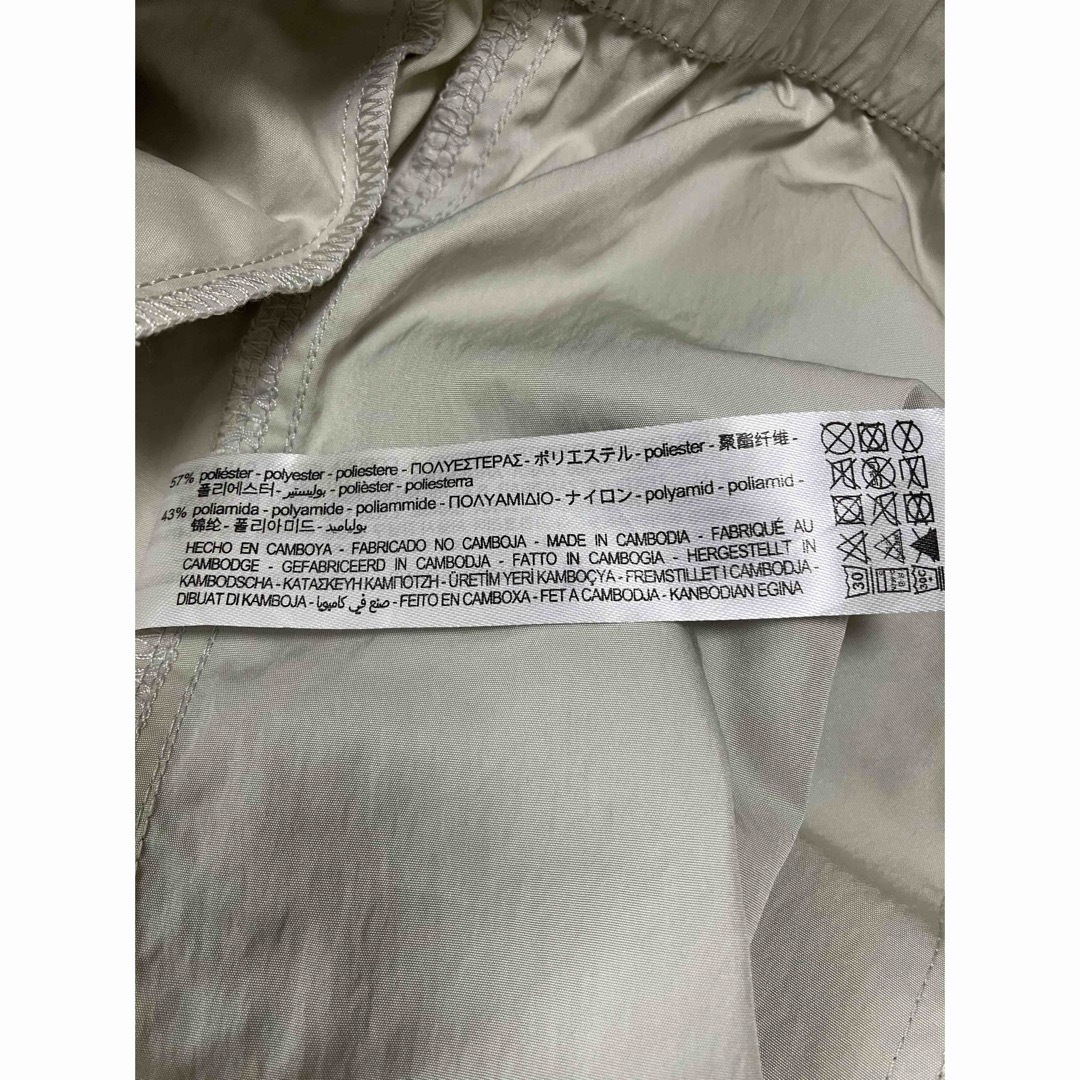 57% poliéster - polyester - poliestere - ΠΟΛΥΕΣΤΕΡΑΣ - ポリエステル - poliester - 聚酯纤维 -
폴리에스터 - بوليستير - polièster - poliesterra
43% poliamida - polyamide - poliammide - ΠΟΛΥΑΜΙΔΙΟ - ナイロン - polyamid - poliamid -
锦纶 - 폴리아미드 - بولياميد
HECHO EN CAMBOYA - FABRICADO NO CAMBOJA - MADE IN CAMBODIA - FABRIQUÉ AU
CAMBODGE - GEFABRICEERD IN CAMBODJA - FATTO IN CAMBOGIA - HERGESTELLT IN
KAMBODSCHA - ΚΑΤΑΣΚΕΥΗ ΚΑΜΠΟΤΖΗ - ÜRETİM YERİ KAMBOÇYA - FREMSTILLET I CAMBODJA -
DIBUAT DI KAMBOJA - صنع في كامبوديا - FEITO EN CAMBOXA - FET A CAMBODJA - KANBODIAN EGINA
30